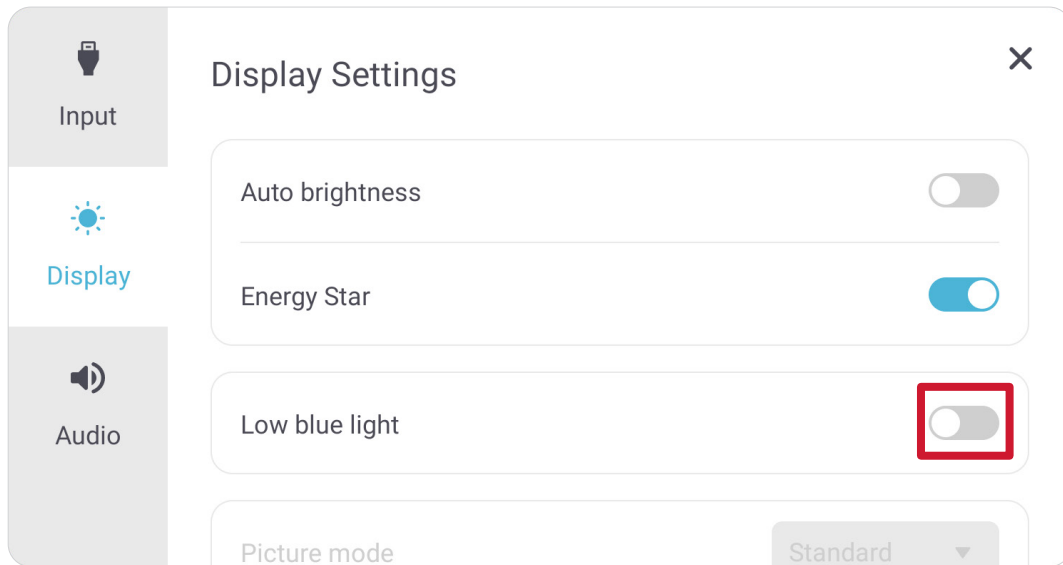 Input
Display
Audio
Display Settings
Auto brightness
Energy Star
Low blue light
Picture mode
Standard